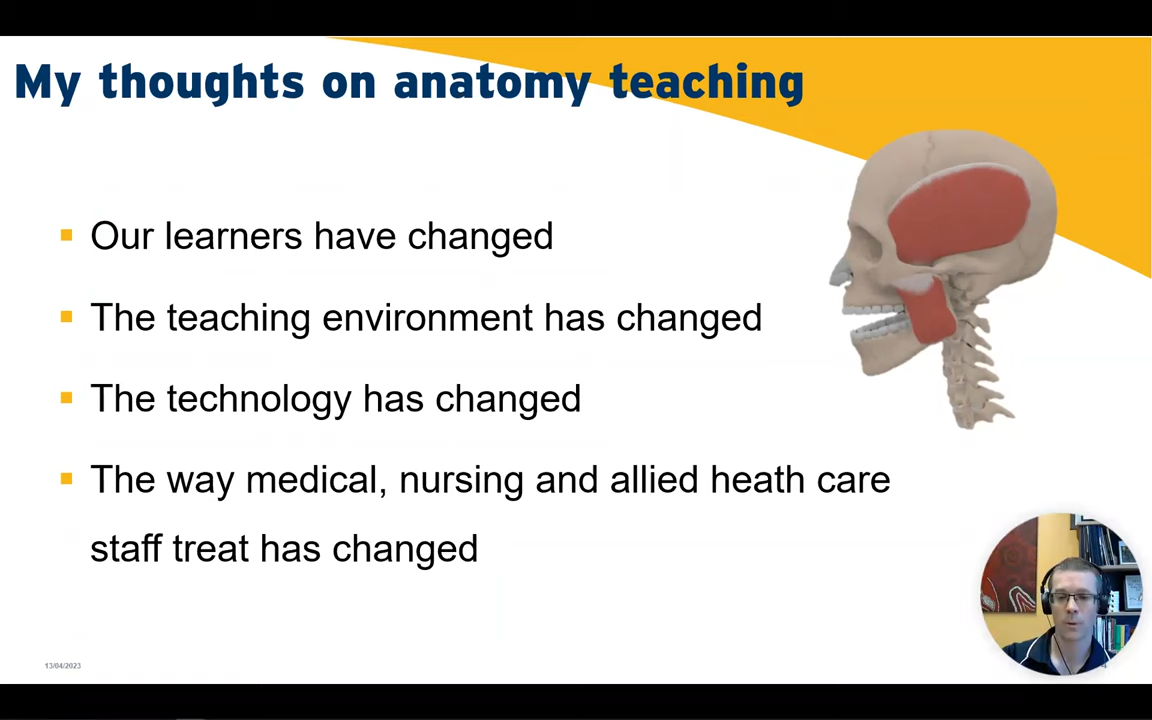 My thoughts on anatomy teaching
Our learners have changed
The teaching environment has changed
The technology has changed
The way medical, nursing and allied heath care
staff treat has changed
13/04/2023